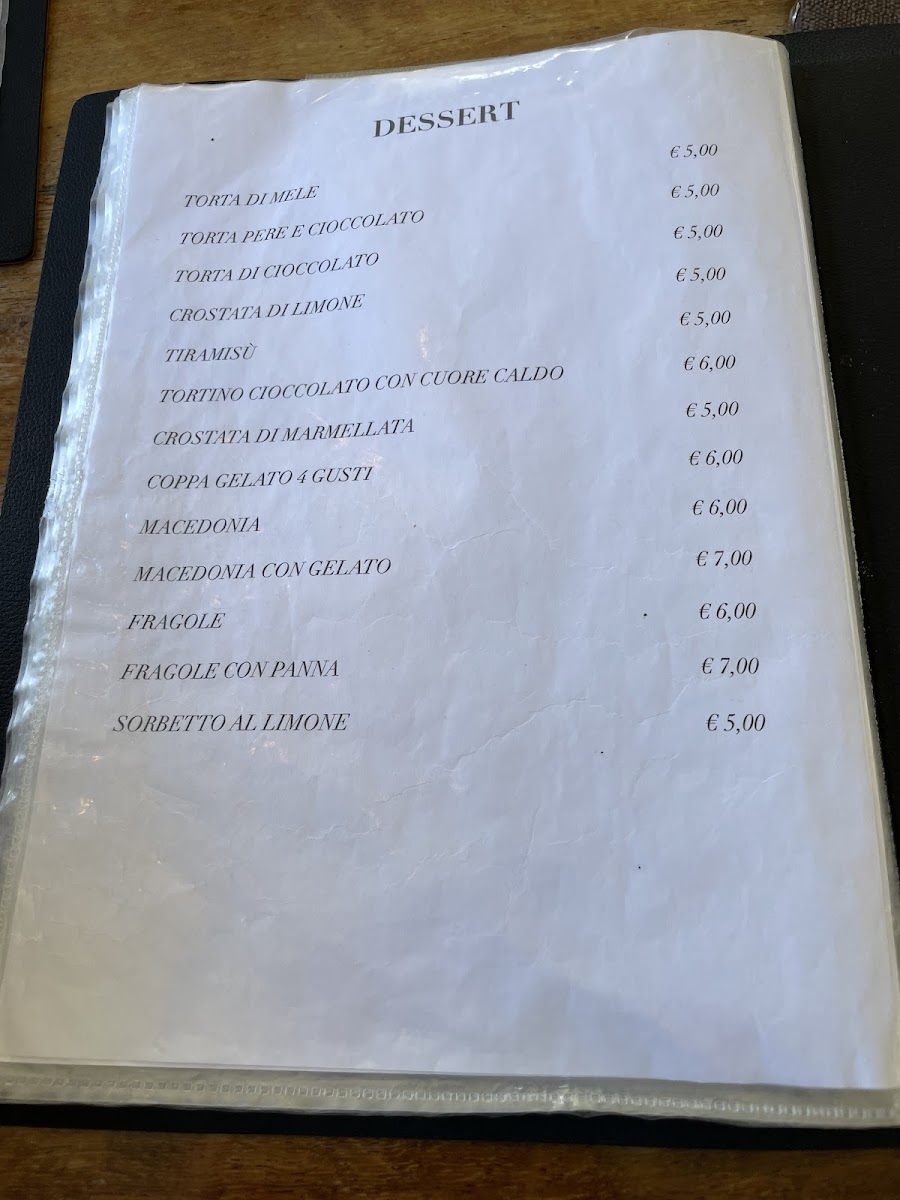 DESSERT
TORTA DI MELE € 5,00
TORTA PERE E CIOCCOLATO € 5,00
TORTA DI CIOCCOLATO € 5,00
CROSTATA DI LIMONE € 5,00
TIRAMISÙ € 5,00
TORTINO CIOCCOLATO CON CUORE CALDO € 6,00
CROSTATA DI MARMELLATA € 5,00
COPPA GELATO 4 GUSTI € 6,00
MACEDONIA € 6,00
MACEDONIA CON GELATO € 7,00
FRAGOLE € 6,00
FRAGOLE CON PANNA € 7,00
SORBETTO AL LIMONE € 5,00